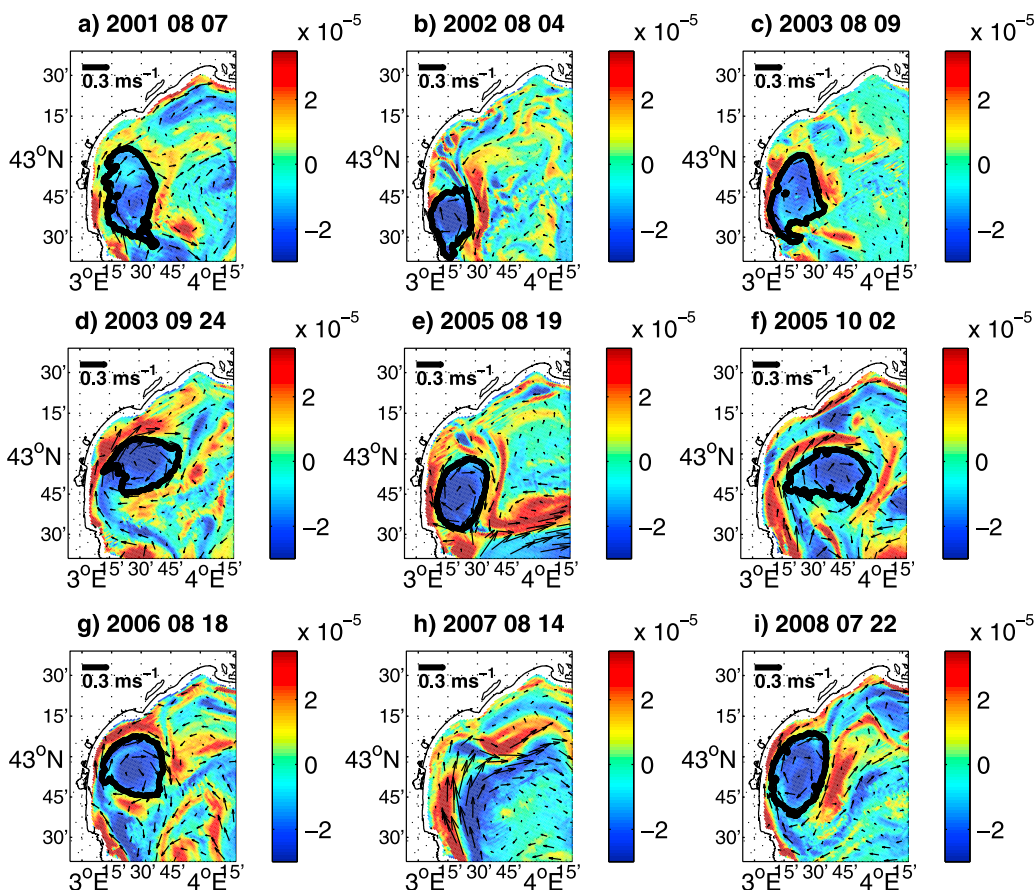 a) 2001 08 07
x 10⁻⁵
b) 2002 08 04
x 10⁻⁵
c) 2003 08 09
x 10⁻⁵
30'
0.3 ms⁻¹
15'
43°N
45'
30'
3°E 15' 30' 45' 4°E 15'
2
0
−2
30'
0.3 ms⁻¹
15'
43°N
45'
30'
3°E 15' 30' 45' 4°E 15'
2
0
−2
30'
0.3 ms⁻¹
15'
43°N
45'
30'
3°E 15' 30' 45' 4°E 15'
2
0
−2
d) 2003 09 24
x 10⁻⁵
e) 2005 08 19
x 10⁻⁵
f) 2005 10 02
x 10⁻⁵
30'
0.3 ms⁻¹
15'
43°N
45'
30'
3°E 15' 30' 45' 4°E 15'
2
0
−2
30'
0.3 ms⁻¹
15'
43°N
45'
30'
3°E 15' 30' 45' 4°E 15'
2
0
−2
30'
0.3 ms⁻¹
15'
43°N
45'
30'
3°E 15' 30' 45' 4°E 15'
2
0
−2
g) 2006 08 18
x 10⁻⁵
h) 2007 08 14
x 10⁻⁵
i) 2008 07 22
x 10⁻⁵
30'
0.3 ms⁻¹
15'
43°N
45'
30'
3°E 15' 30' 45' 4°E 15'
2
0
−2
30'
0.3 ms⁻¹
15'
43°N
45'
30'
3°E 15' 30' 45' 4°E 15'
2
0
−2
30'
0.3 ms⁻¹
15'
43°N
45'
30'
3°E 15' 30' 45' 4°E 15'
2
0
−2